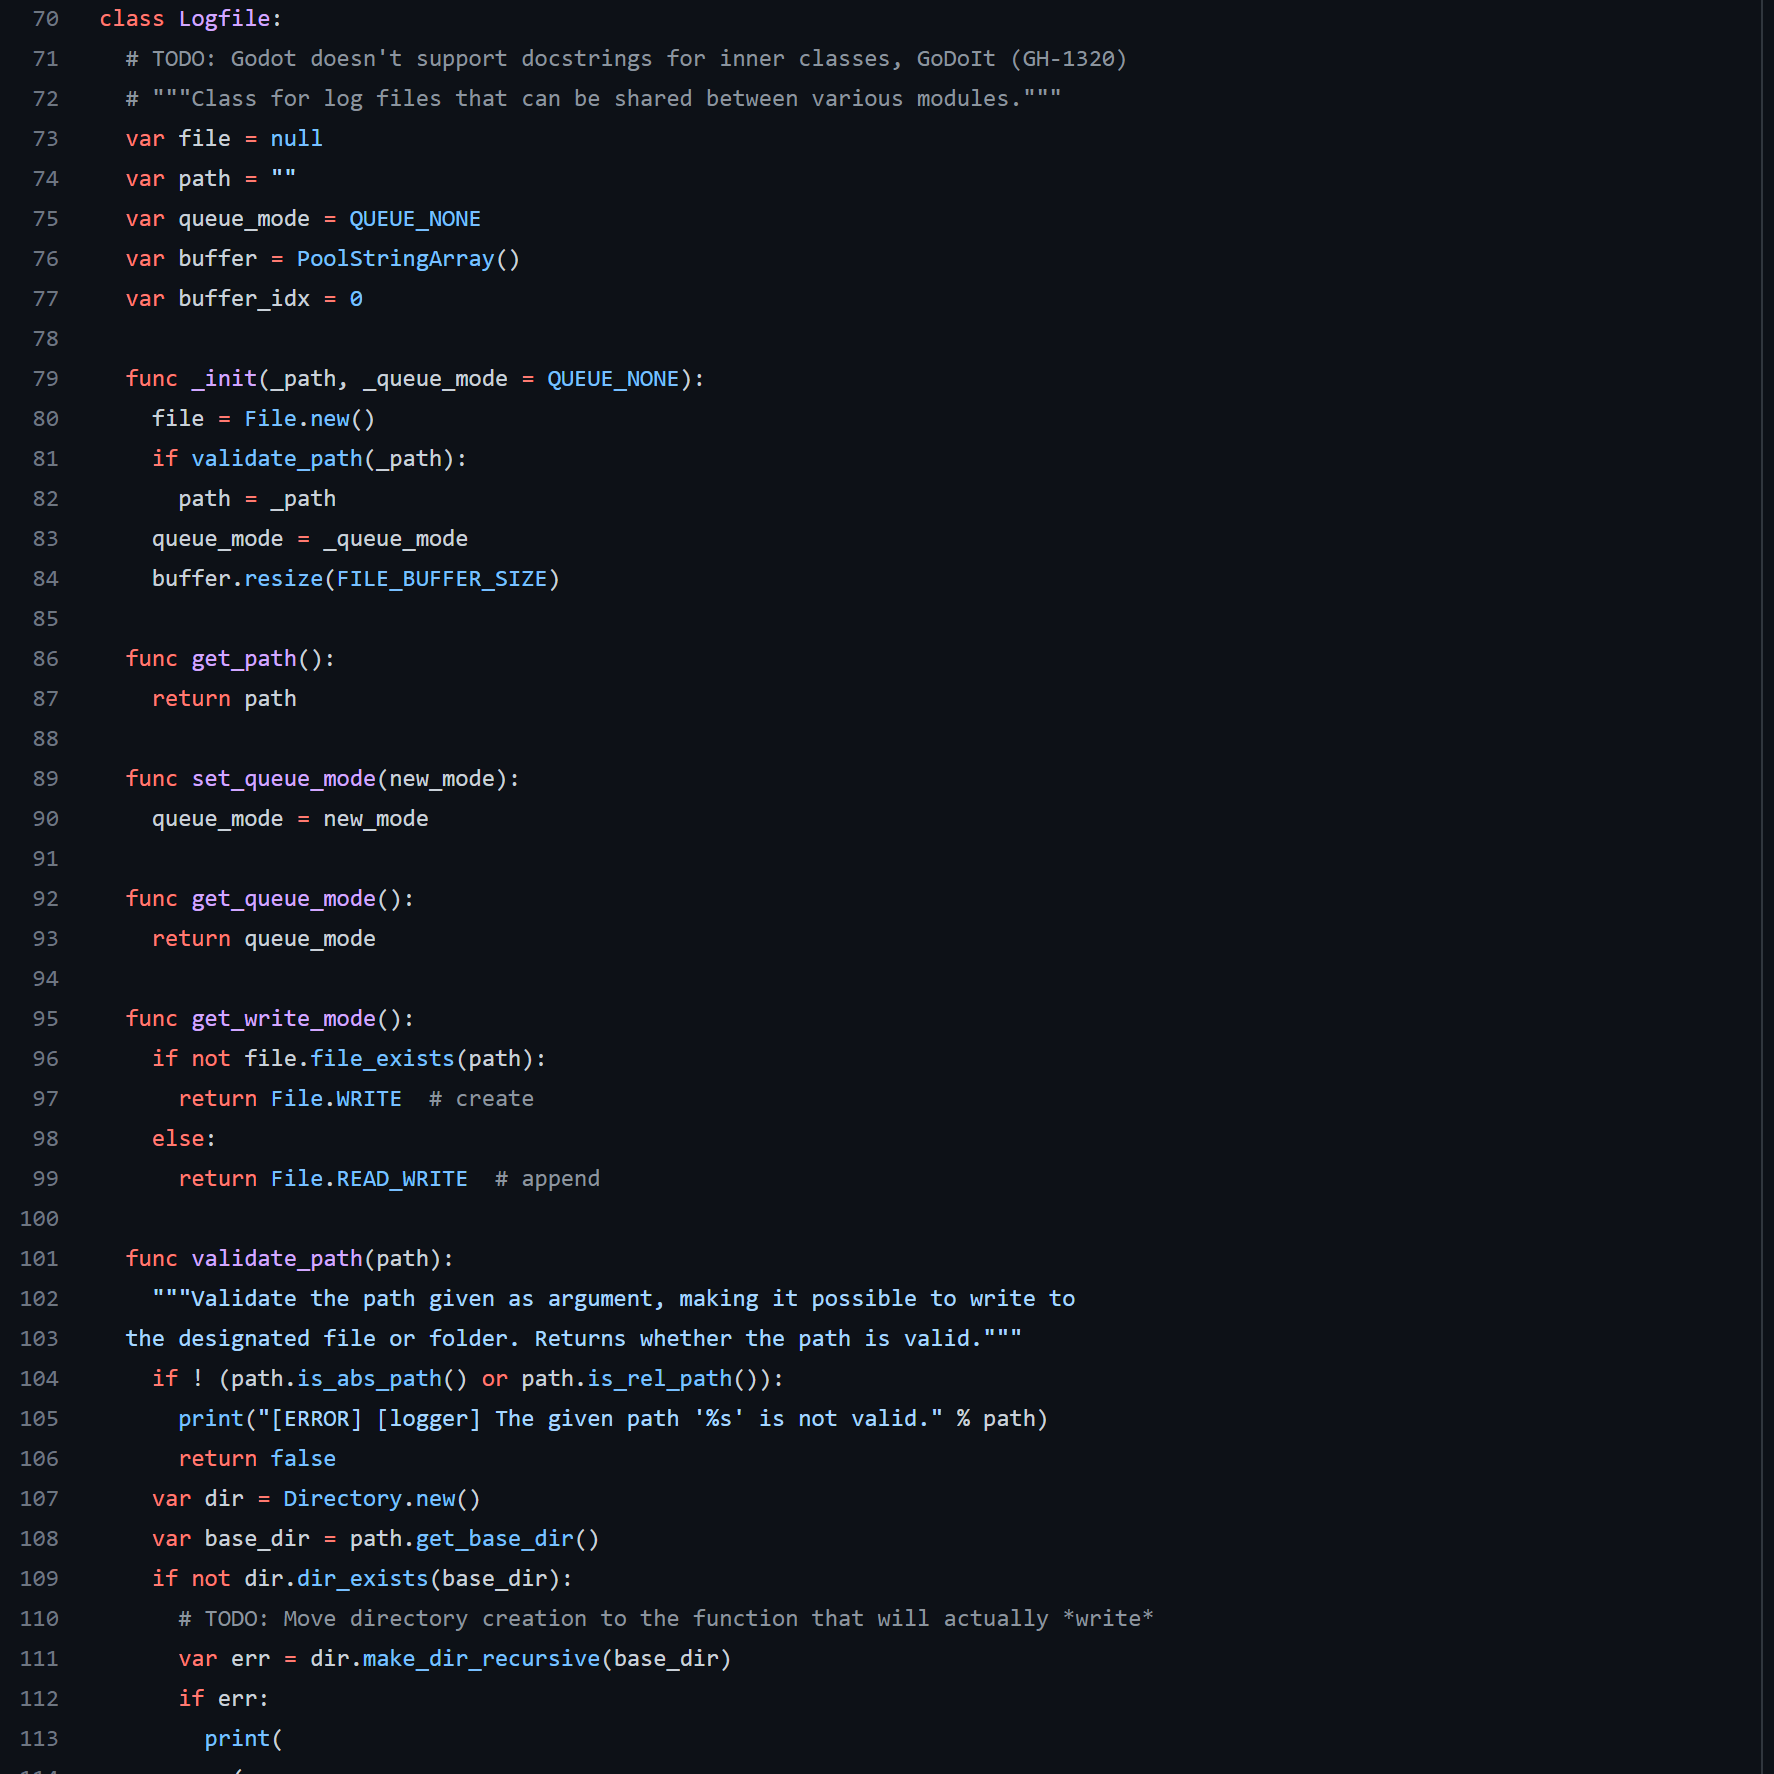 70 class Logfile:
71   # TODO: Godot doesn't support docstrings for inner classes, GoDoIt (GH-1320)
72   # """Class for log files that can be shared between various modules."""
73   var file = null
74   var path = ""
75   var queue_mode = QUEUE_NONE
76   var buffer = PoolStringArray()
77   var buffer_idx = 0
78
79   func _init(_path, _queue_mode = QUEUE_NONE):
80     file = File.new()
81     if validate_path(_path):
82       path = _path
83     queue_mode = _queue_mode
84     buffer.resize(FILE_BUFFER_SIZE)
85
86   func get_path():
87     return path
88
89   func set_queue_mode(new_mode):
90     queue_mode = new_mode
91
92   func get_queue_mode():
93     return queue_mode
94
95   func get_write_mode():
96     if not file.file_exists(path):
97       return File.WRITE  # create
98     else:
99       return File.READ_WRITE  # append
100
101   func validate_path(path):
102     """Validate the path given as argument, making it possible to write to
103   the designated file or folder. Returns whether the path is valid."""
104     if ! (path.is_abs_path() or path.is_rel_path()):
105       print("[ERROR] [logger] The given path '%s' is not valid." % path)
106       return false
107     var dir = Directory.new()
108     var base_dir = path.get_base_dir()
109     if not dir.dir_exists(base_dir):
110       # TODO: Move directory creation to the function that will actually *write*
111       var err = dir.make_dir_recursive(base_dir)
112       if err:
113         print(